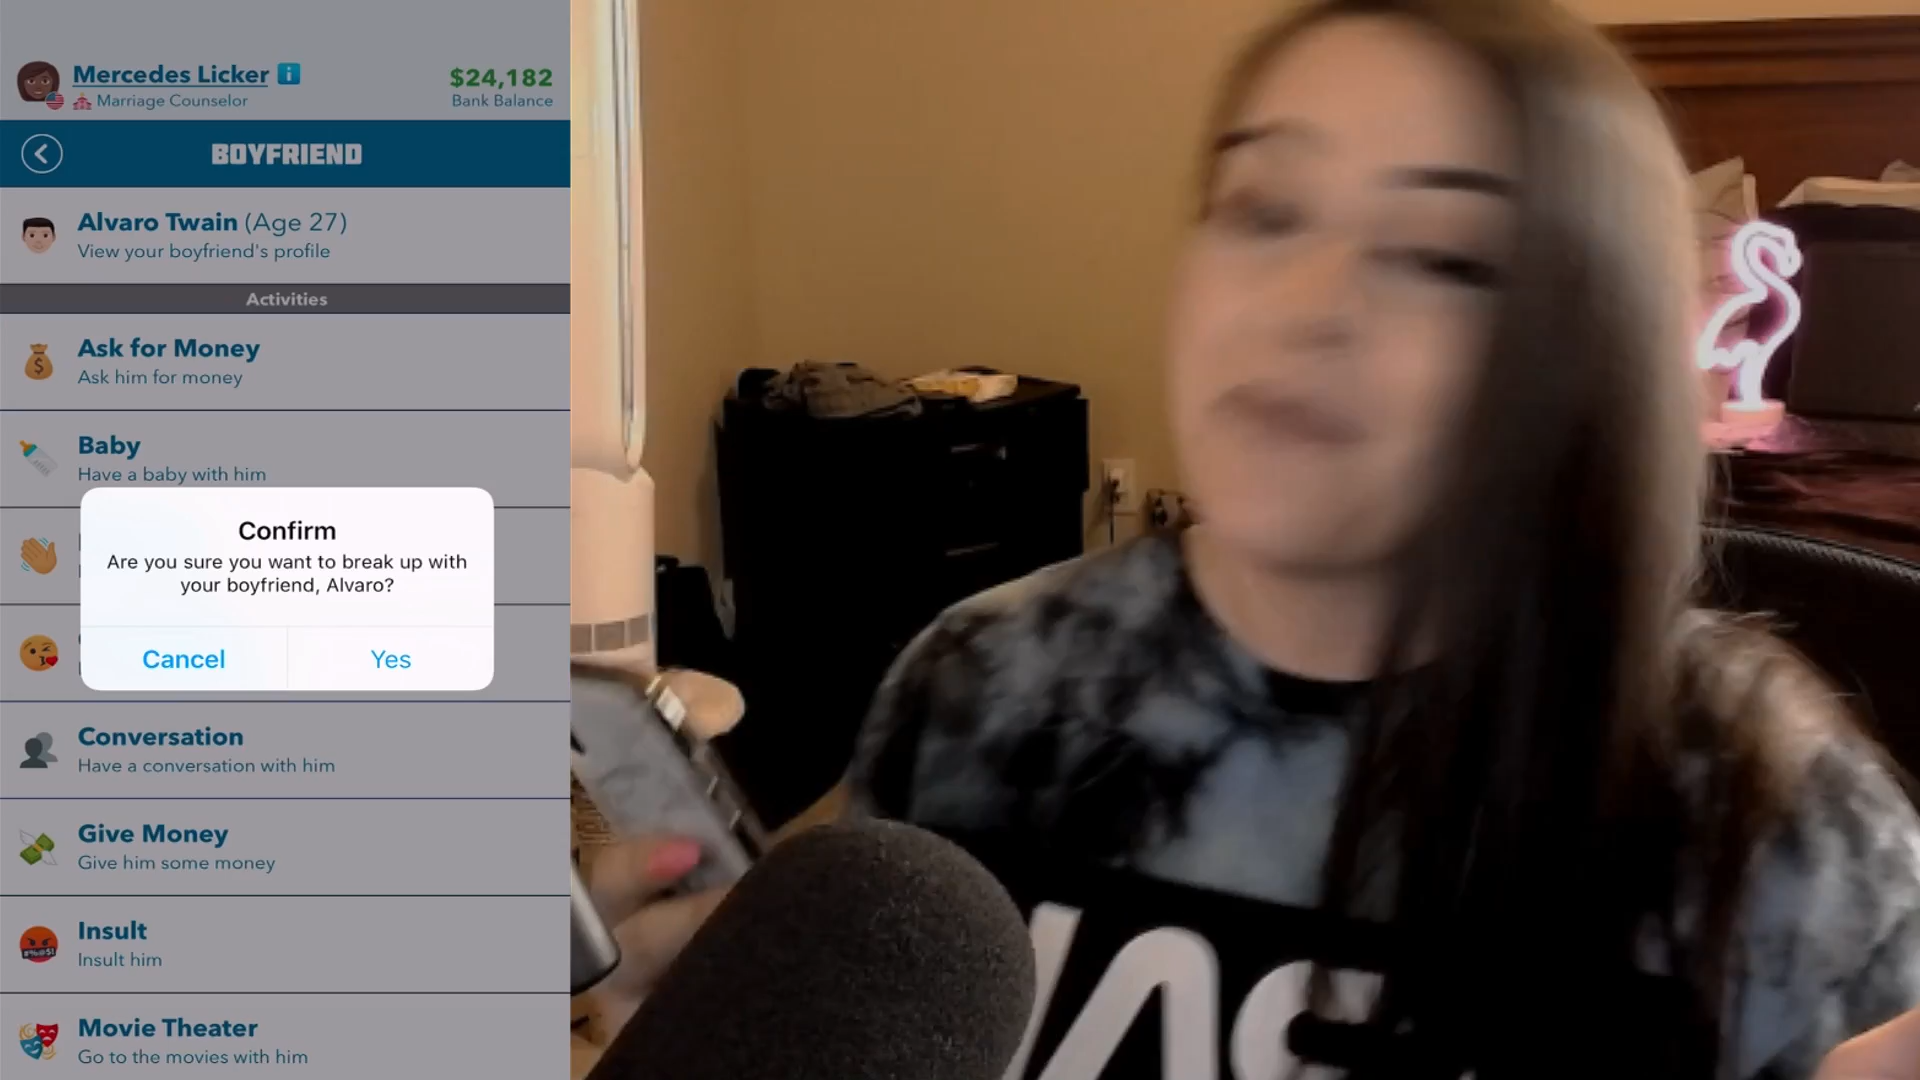 Mercedes Licker
Marriage Counselor
$24,182
Bank Balance
BOYFRIEND
Alvaro Twain (Age 27)
View your boyfriend's profile
Activities
Ask for Money
Ask him for money
Baby
Have a baby with him
Confirm
Are you sure you want to break up with
your boyfriend, Alvaro?
Cancel
Yes
Conversation
Have a conversation with him
Give Money
Give him some money
Insult
Insult him
Movie Theater
Go to the movies with him